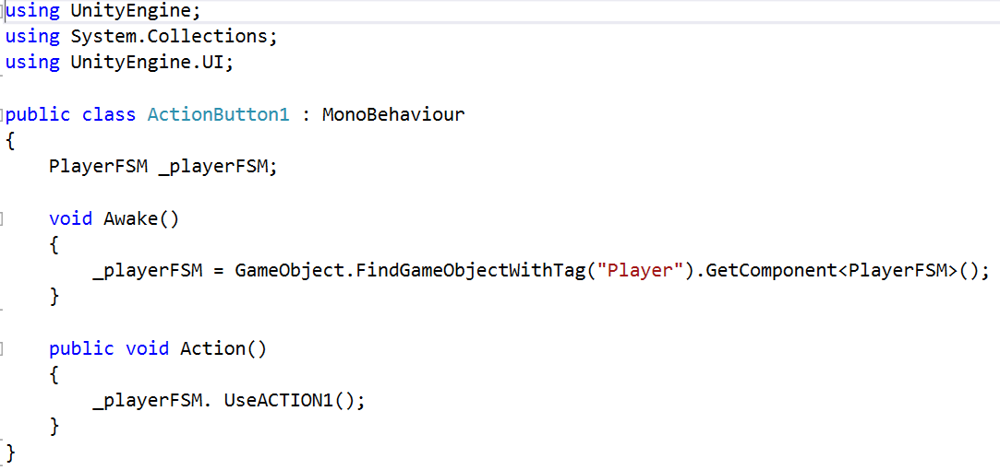 using UnityEngine;
using System.Collections;
using UnityEngine.UI;
public class ActionButton1 : MonoBehaviour
{
PlayerFSM _playerFSM;
void Awake()
{
_playerFSM = GameObject.FindGameObjectWithTag("Player").GetComponent<PlayerFSM>();
}
public void Action()
{
_playerFSM. UseACTION1();
}
}